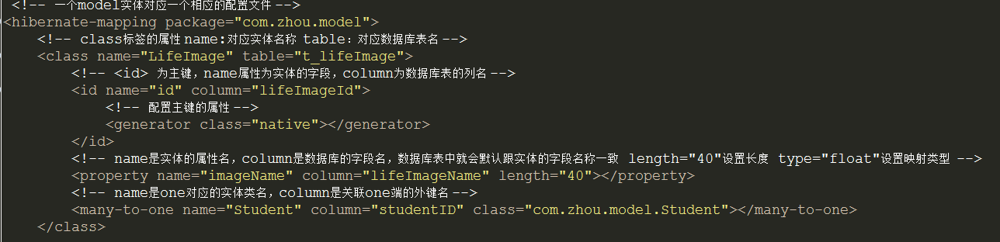 <!-- 一个model实体对应一个相应的配置文件-->
<hibernate-mapping package="com.zhou.model">
<!-- class标签的属性 name:对应实体名称 table：对应数据库表名-->
<class name="LifeImage" table="t_lifeImage">
<!-- <id> 为主键，name属性为实体的字段，column为数据库表的列名-->
<id name="id" column="lifeImageId">
<!-- 配置主键的属性-->
<generator class="native"></generator>
</id>
<!-- name是实体的属性名，column是数据库的字段名，数据库表中就会默认跟实体的字段名称一致 length="40"设置长度 type="float"设置映射类型 -->
<property name="imageName" column="lifeImageName" length="40"></property>
<!-- name是one对应的实体类名，column是关联one端的外键名-->
<many-to-one name="Student" column="studentID" class="com.zhou.model.Student"></many-to-one>
</class>